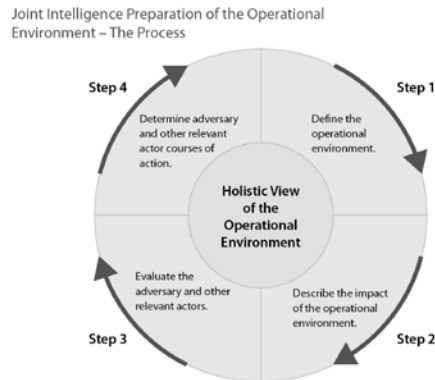 Joint Intelligence Preparation of the Operational
Environment – The Process
Step 4
Step 1
Determine adversary
and other relevant
actor courses of
action.
Define the
operational
environment.
Holistic View
of the
Operational
Environment
Evaluate the
adversary and other
relevant actors.
Describe the impact
of the operational
environment.
Step 3
Step 2